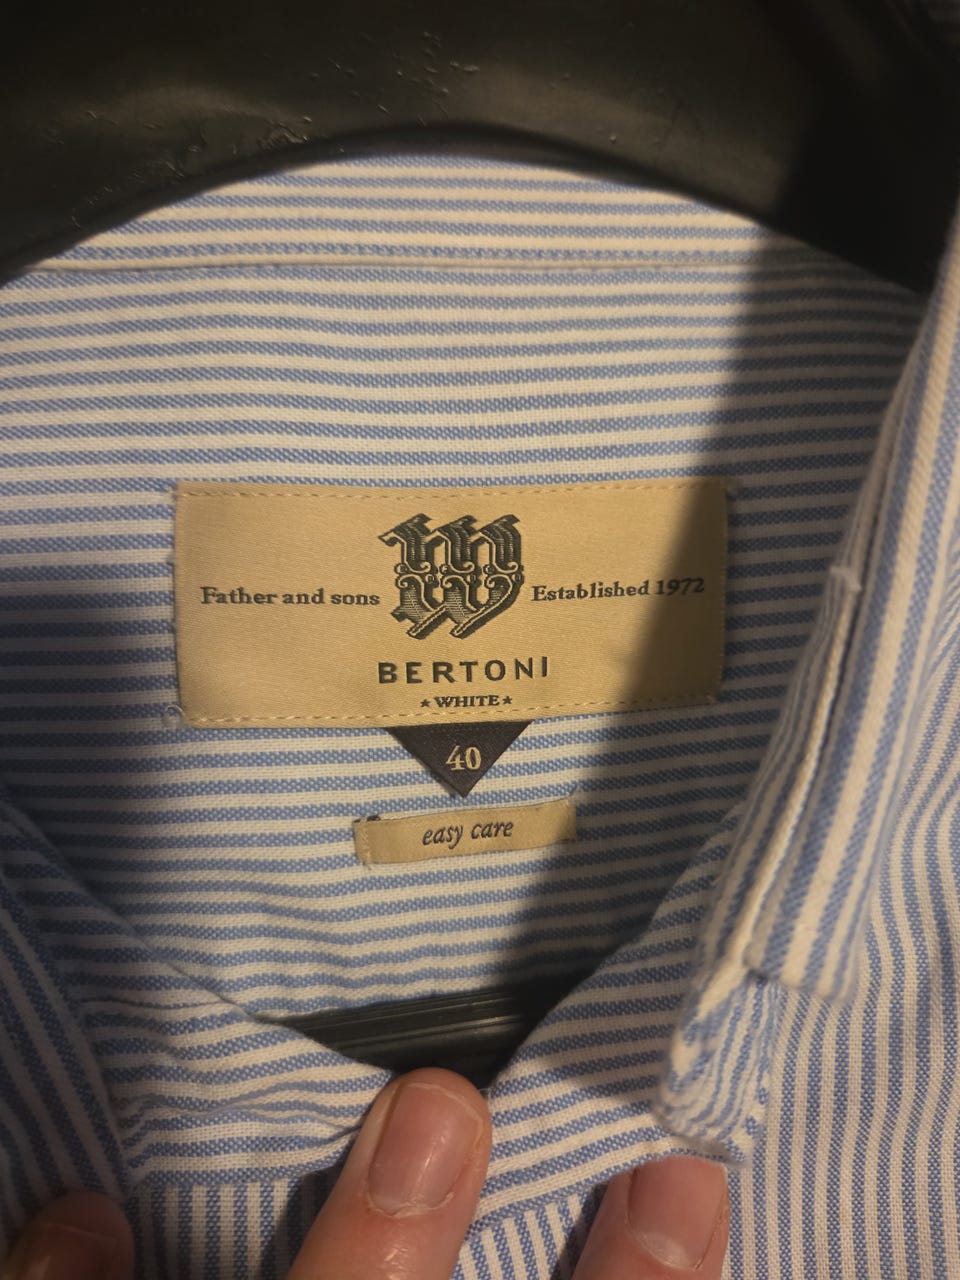 Father and sons
W
Established 1972
BERTONI
★ WHITE ★
40
easy care